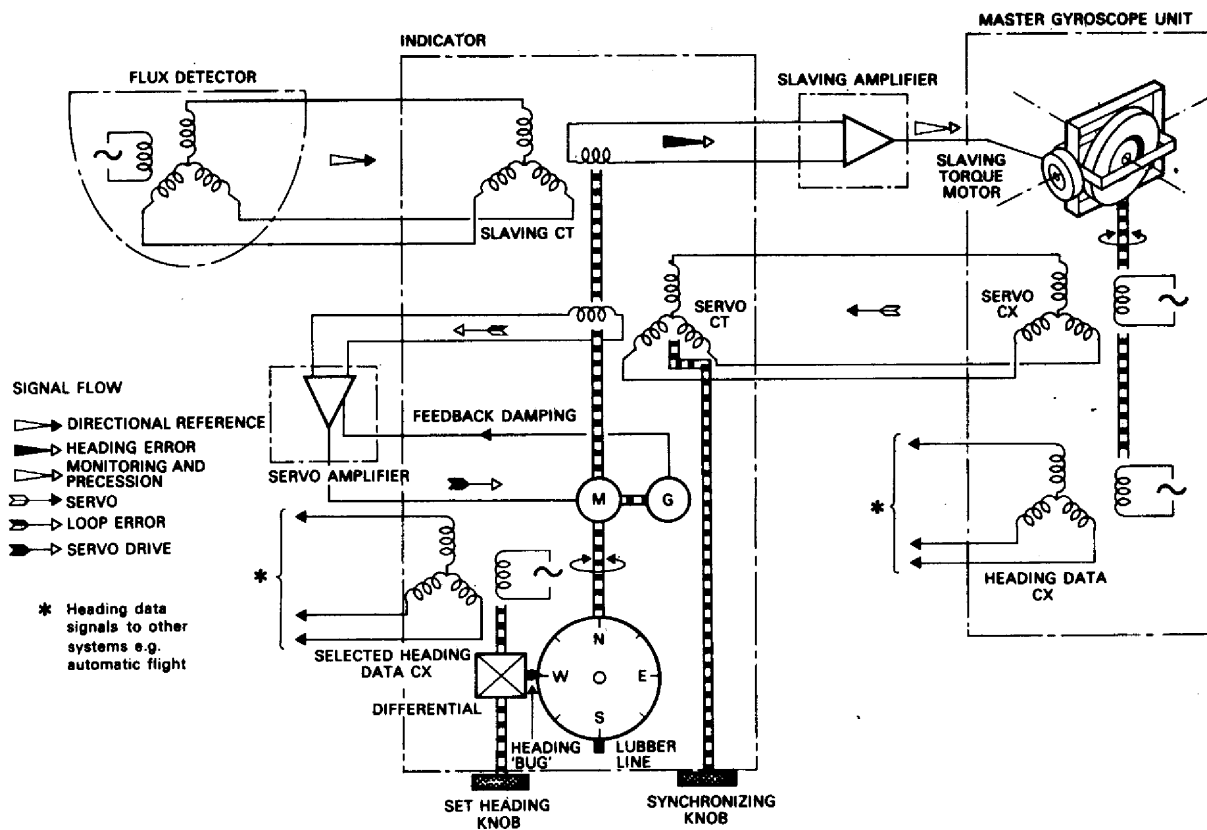 MASTER GYROSCOPE UNIT
INDICATOR
FLUX DETECTOR
SLAVING AMPLIFIER
SLAVING
TORQUE
MOTOR
SLAVING CT
SERVO
CT
SERVO
CX
SIGNAL FLOW
DIRECTIONAL REFERENCE
HEADING ERROR
MONITORING AND
PRECESSION
SERVO
LOOP ERROR
SERVO DRIVE
FEEDBACK DAMPING
SERVO AMPLIFIER
M
G
*
*
HEADING DATA
CX
* Heading data
signals to other
systems e.g.
automatic flight
SELECTED HEADING
DATA CX
DIFFERENTIAL
N
W
E
S
HEADING
'BUG'
LUBBER
LINE
SET HEADING
KNOB
SYNCHRONIZING
KNOB